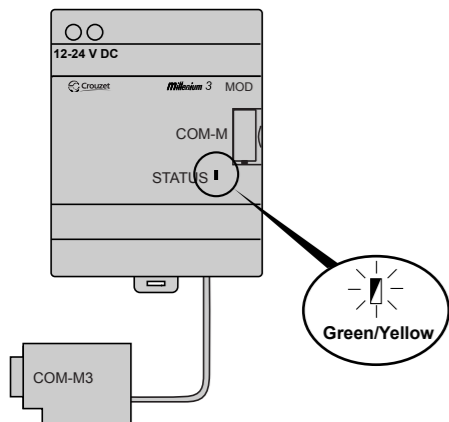 12-24 V DC
Crouzet
Millenium 3
MOD
COM-M
STATUS
Green/Yellow
COM-M3